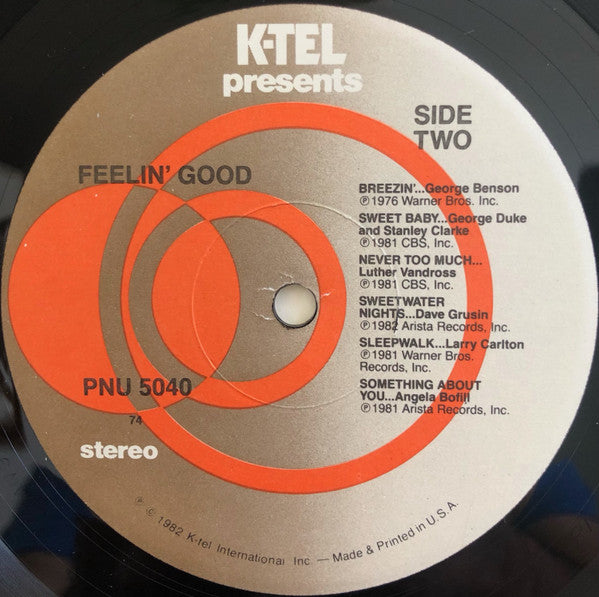 K-TEL
presents
SIDE
TWO
FEELIN' GOOD
BREEZIN'...George Benson
℗1976 Warner Bros. Inc.
SWEET BABY...George Duke
and Stanley Clarke
℗1981 CBS, Inc.
NEVER TOO MUCH...
Luther Vandross
℗1981 CBS, Inc.
SWEETWATER
NIGHTS...Dave Grusin
℗1982 Arista Records, Inc.
SLEEPWALK...Larry Carlton
℗1981 Warner Bros.
Records, Inc.
SOMETHING ABOUT
YOU...Angela Bofill
℗1981 Arista Records, Inc.
PNU 5040
74
stereo
℗ © 1982 K-tel International Inc. — Made & Printed in U.S.A.